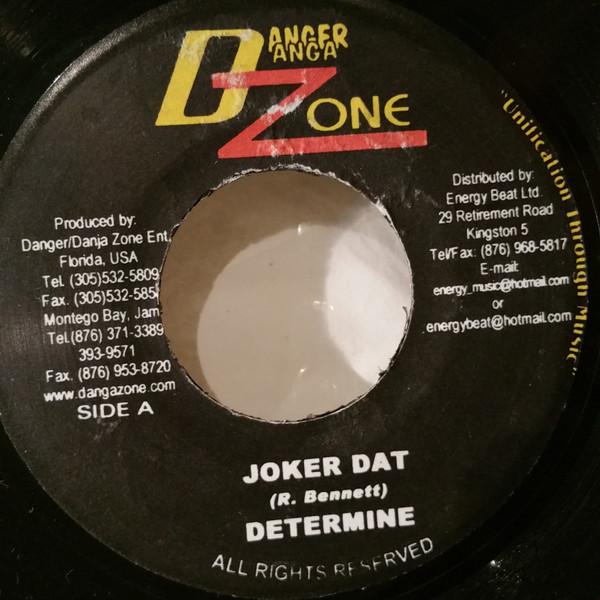 DANGER
ANGA
ZONE
"Unification Through Music"
Produced by:
Danger/Danja Zone Ent.
Florida, USA
Tel. (305)532-5809
Fax. (305)532-585
Montego Bay, Jam
Tel.(876) 371-3389
393-9571
Fax. (876) 953-8720
www.dangazone.com
SIDE A
Distributed by:
Energy Beat Ltd.
29 Retirement Road
Kingston 5
Tel/Fax: (876) 968-5817
E-mail:
energy_music@hotmail.com
or
energybeat@hotmail.com
JOKER DAT
(R. Bennett)
DETERMINE
ALL RIGHTS RESERVED